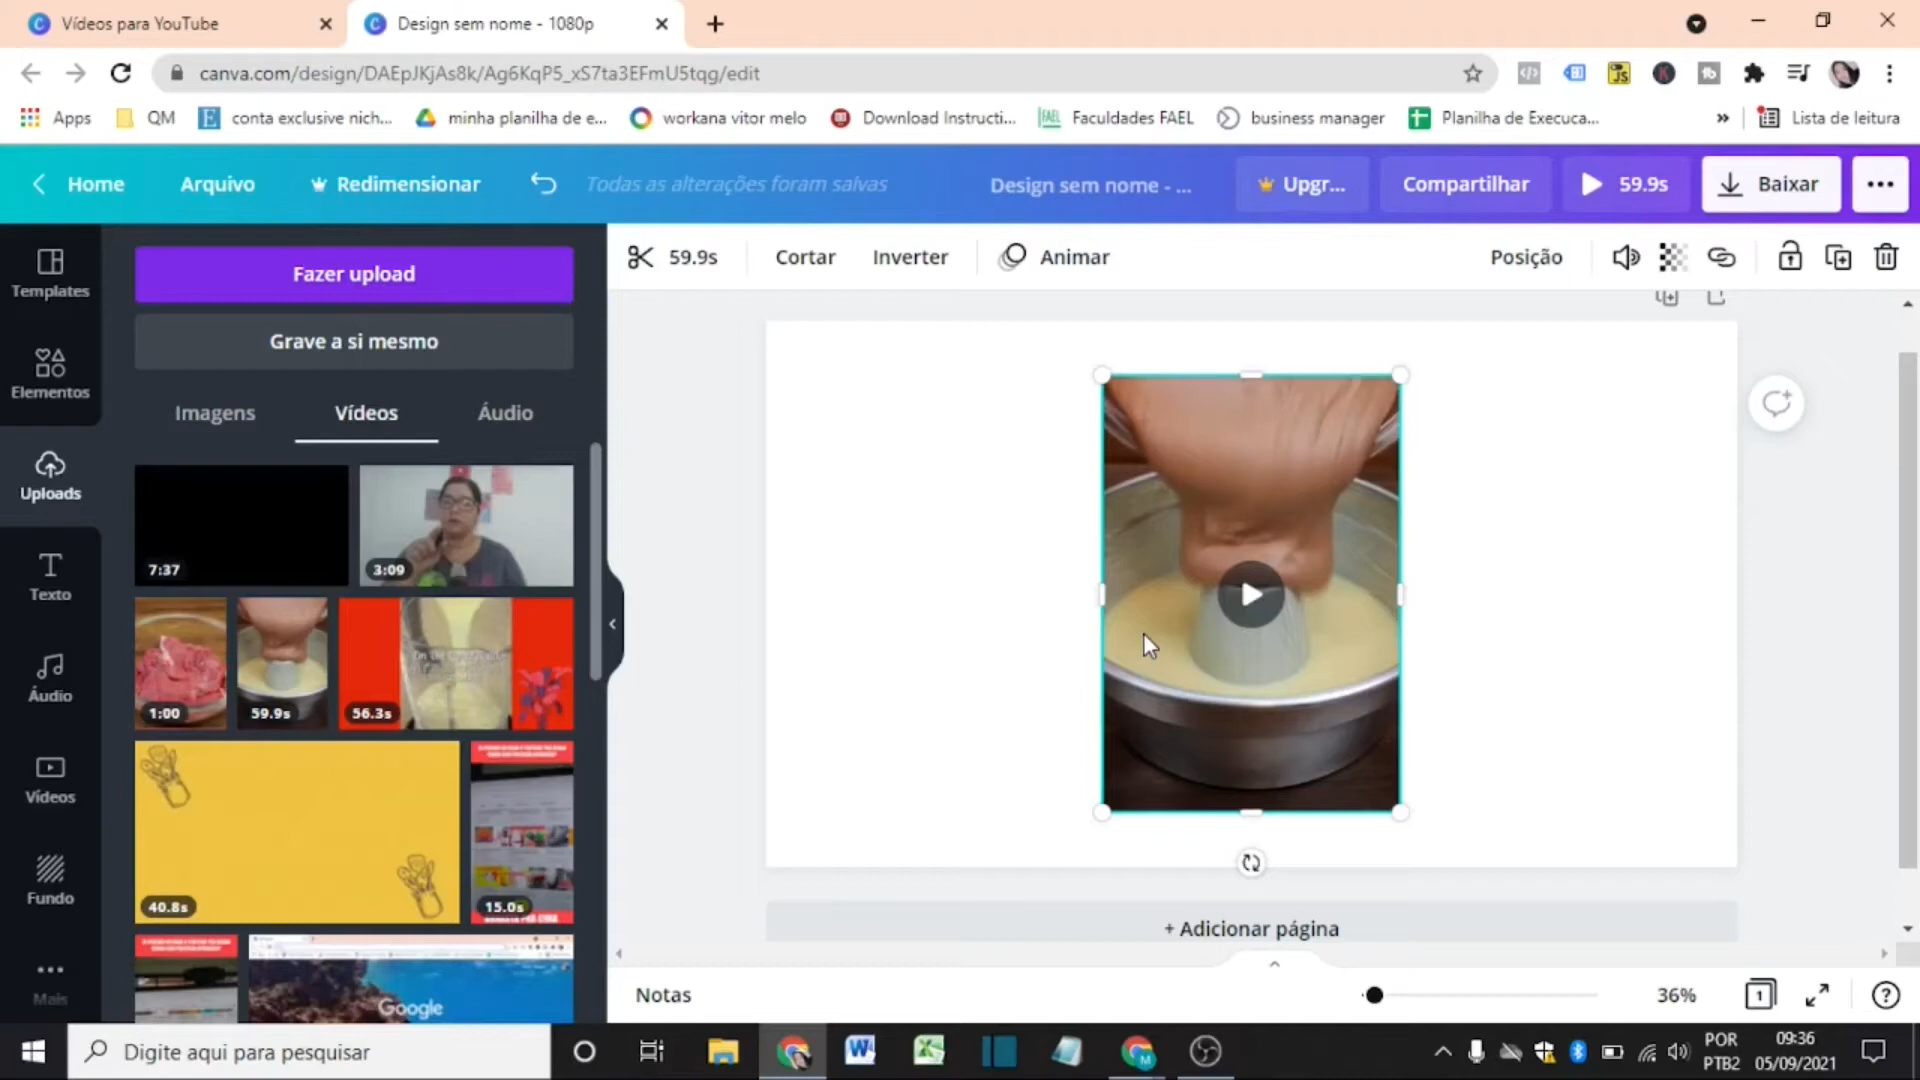 Vídeos para YouTube
Design sem nome - 1080p
canva.com/design/DAEpJKjAs8k/Ag6KqP5_xS7ta3EFmU5tqg/edit
Apps
QM
conta exclusive nich...
minha planilha de e...
workana vitor melo
Download Instructi...
Faculdades FAEL
business manager
Planilha de Execuca...
Lista de leitura
Home
Arquivo
Redimensionar
Todas as alterações foram salvas
Design sem nome - ...
Upgr...
Compartilhar
59.9s
Baixar
Templates
Elementos
Uploads
Texto
Áudio
Vídeos
Fundo
Mais
Fazer upload
Grave a si mesmo
Imagens
Vídeos
Áudio
7:37
3:09
1:00
59.9s
56.3s
40.8s
15.0s
Google
59.9s
Cortar
Inverter
Animar
Posição
+ Adicionar página
Notas
36%
1
Digite aqui para pesquisar
POR
PTB2
09:36
05/09/2021